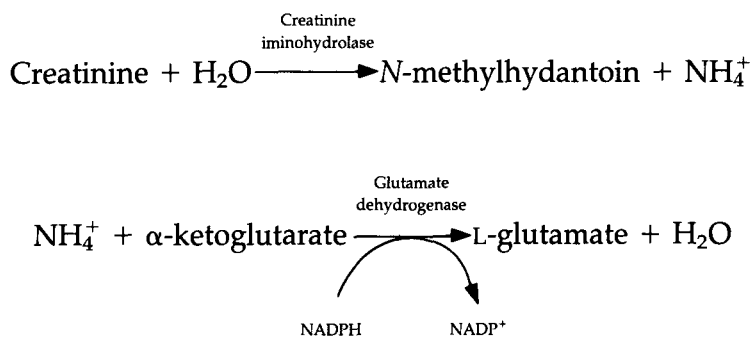 Creatinine
iminohydrolase
Creatinine + H₂O → N-methylhydantoin + NH₄⁺
Glutamate
dehydrogenase
NH₄⁺ + α-ketoglutarate → L-glutamate + H₂O
NADPH NADP⁺